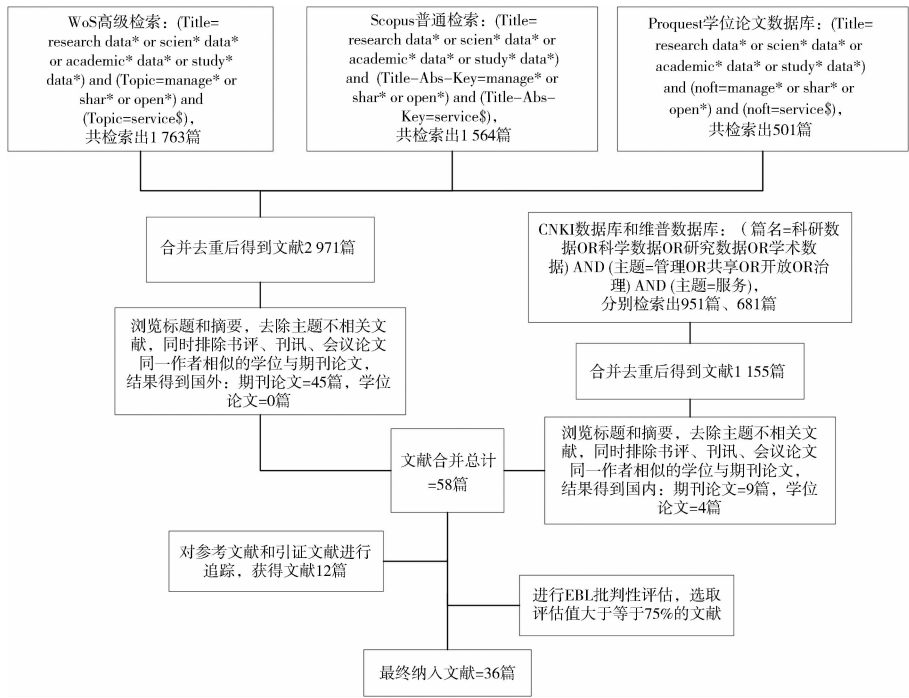 WoS高级检索：(Title=
research data* or scien* data*
or academic* data* or study*
data*) and (Topic=manage* or
shar* or open*) and
(Topic=service$)，
共检索出1 763篇
Scopus普通检索：(Title=
research data* or scien* data* or
academic* data* or study* data*)
and (Title-Abs-Key=manage* or
shar* or open*) and (Title-Abs-
Key=service$)，
共检索出1 564篇
Proquest学位论文数据库：(Title=
research data* or scien* data* or
academic* data* or study* data*)
and (noft=manage* or shar* or
open*) and (noft=service$)，
共检索出501篇
合并去重后得到文献2 971篇
CNKI数据库和维普数据库：（篇名=科研数
据OR科学数据OR研究数据OR学术数
据) AND (主题=管理OR共享OR开放OR治
理) AND (主题=服务)，
分别检索出951篇、681篇
浏览标题和摘要，去除主题不相关文
献，同时排除书评、刊讯、会议论文
同一作者相似的学位与期刊论文，
结果得到国外：期刊论文=45篇，学位
论文=0篇
合并去重后得到文献1 155篇
文献合并总计
=58篇
浏览标题和摘要，去除主题不相关文
献，同时排除书评、刊讯、会议论文
同一作者相似的学位与期刊论文，
结果得到国内：期刊论文=9篇，学位
论文=4篇
对参考文献和引证文献进行
追踪，获得文献12篇
进行EBL批判性评估，选取
评估值大于等于75%的文献
最终纳入文献=36篇